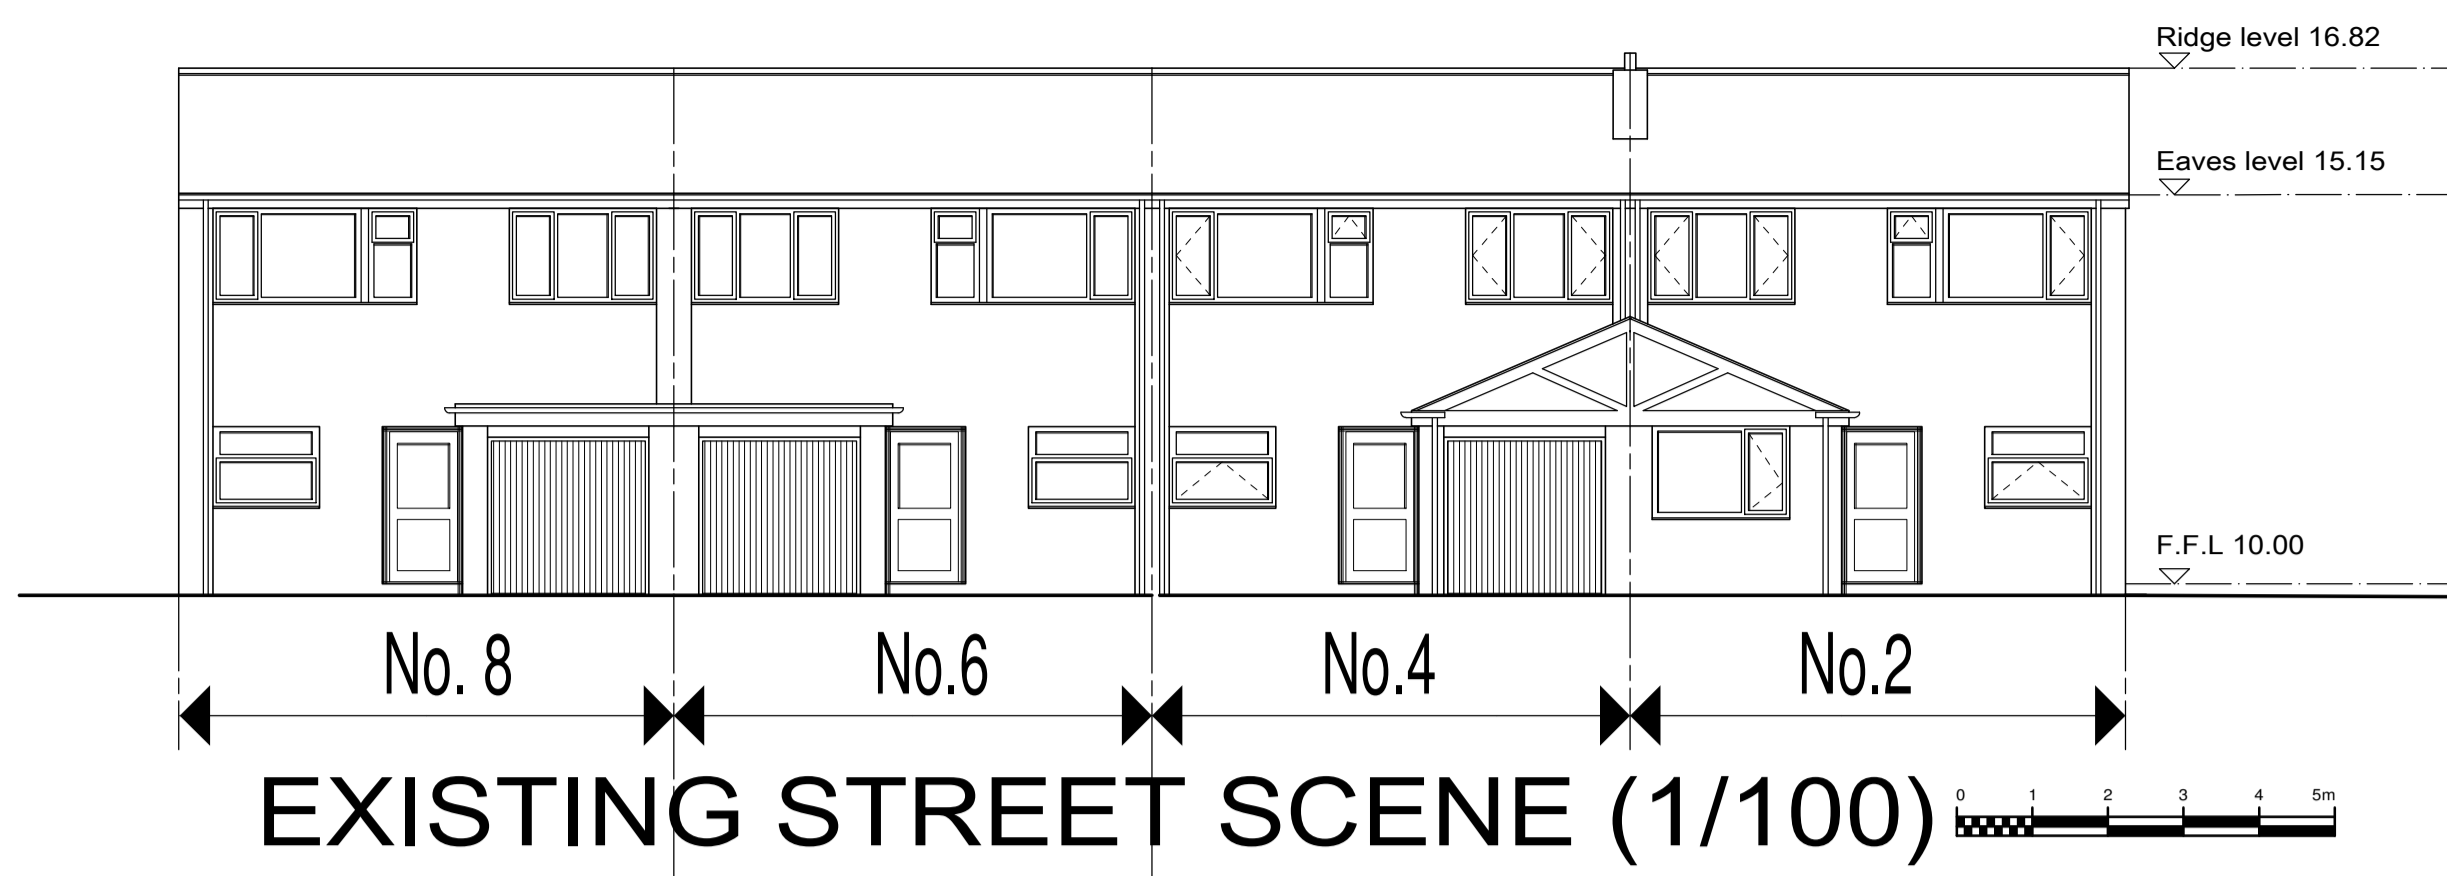 Ridge level 16.82
Eaves level 15.15
F.F.L 10.00
No. 8 No.6 No.4 No.2
EXISTING STREET SCENE (1/100)
0 1 2 3 4 5m